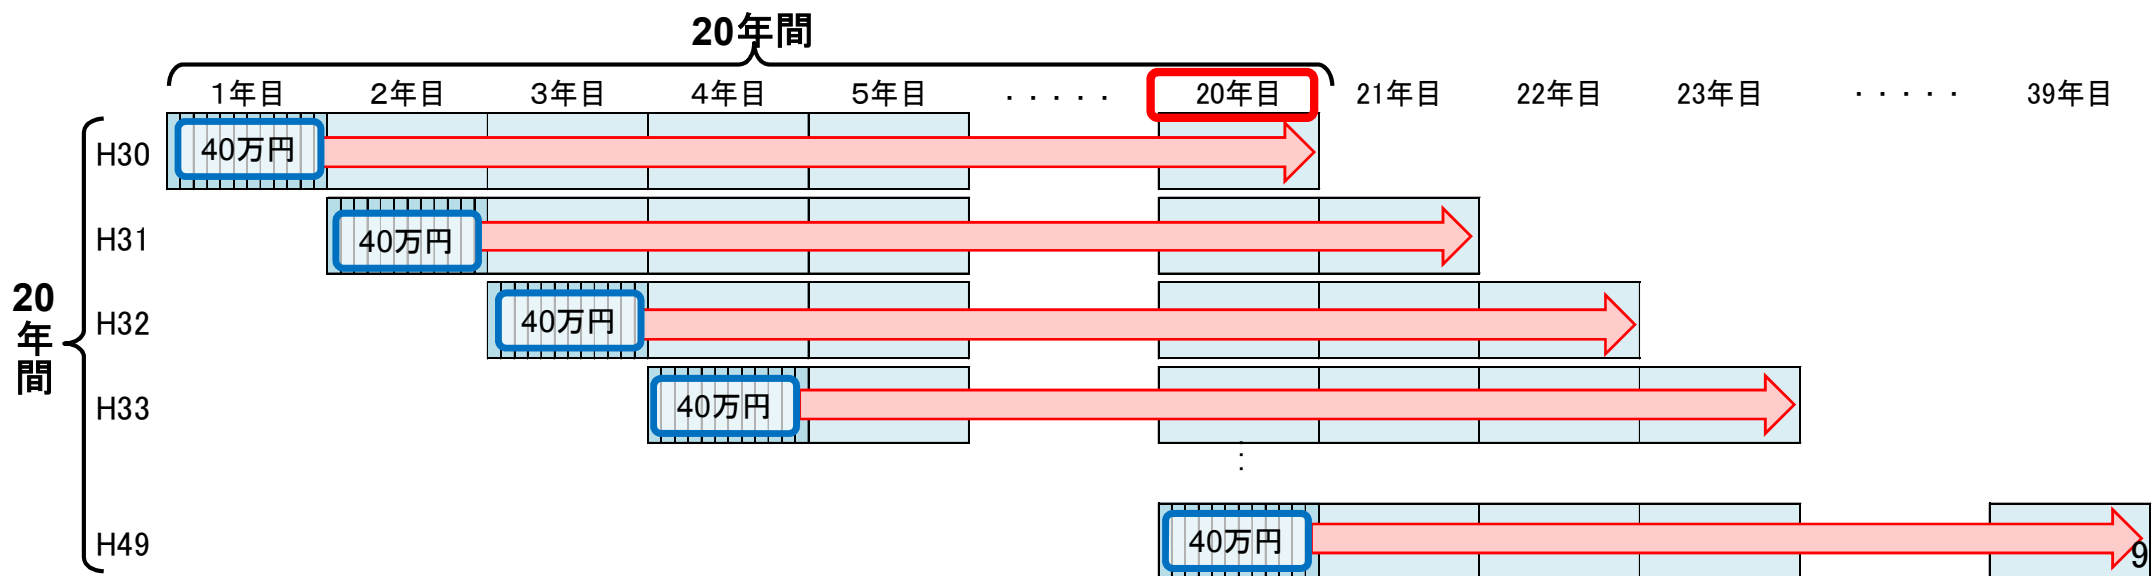 20年間
1年目 2年目 3年目 4年目 5年目 ・・・・・ 20年目 21年目 22年目 23年目 ・・・・・ 39年目
H30 40万円
H31 40万円
20年間
H32 40万円
H33 40万円
:
H49 40万円
9